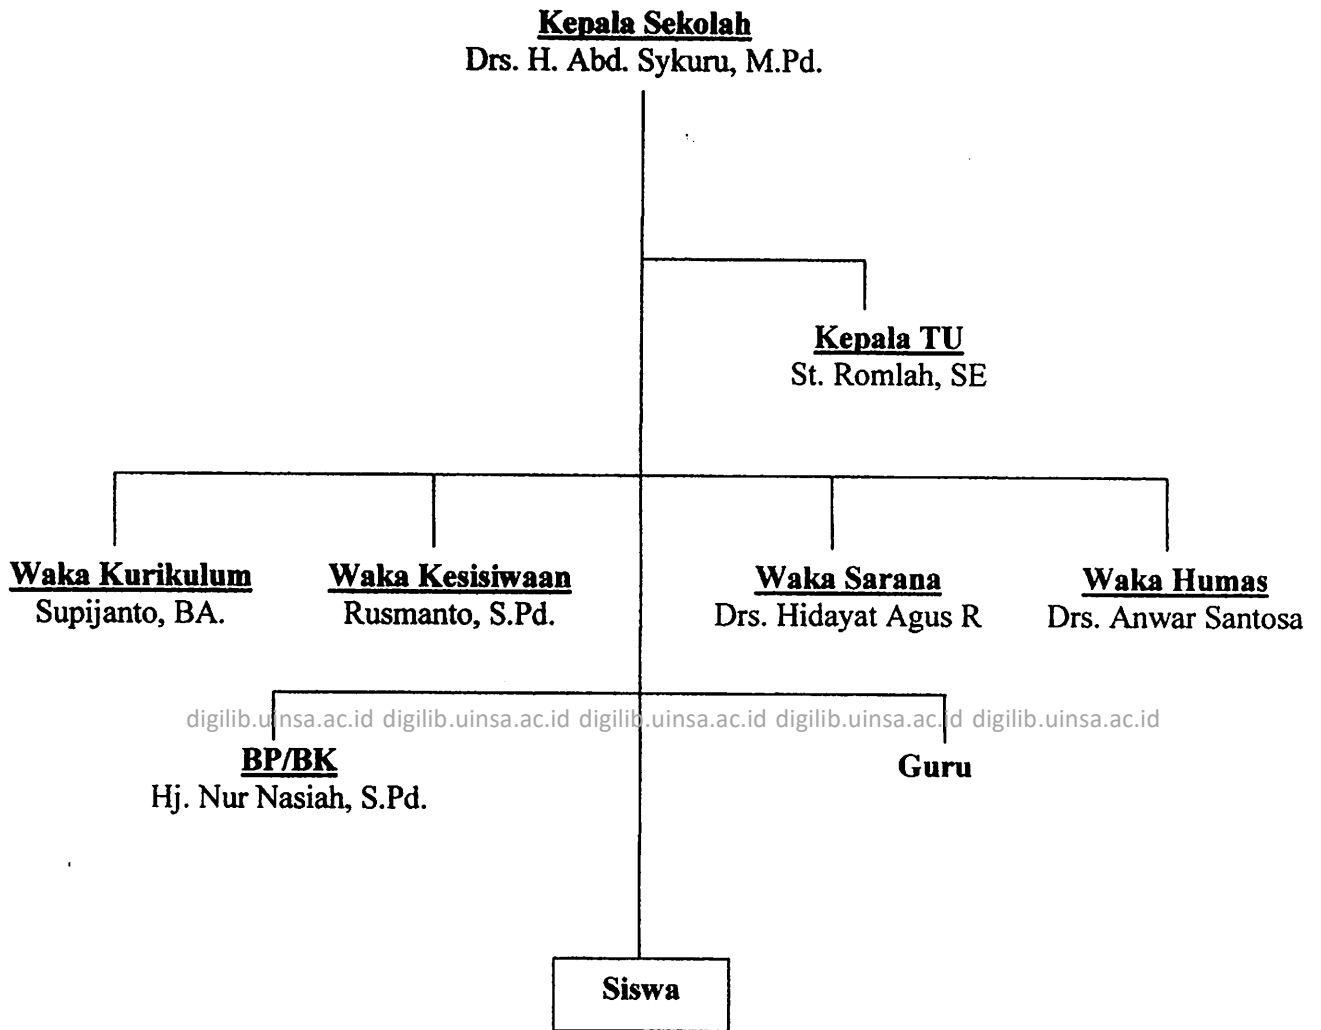 Kepala Sekolah
Drs. H. Abd. Sykuru, M.Pd.
Kepala TU
St. Romlah, SE
Waka Kurikulum
Supijanto, BA.
Waka Kesisiwaan
Rusmanto, S.Pd.
Waka Sarana
Drs. Hidayat Agus R
Waka Humas
Drs. Anwar Santosa
digilib.uinsa.ac.id digilib.uinsa.ac.id digilib.uinsa.ac.id digilib.uinsa.ac.id digilib.uinsa.ac.id
BP/BK
Hj. Nur Nasiah, S.Pd.
Guru
Siswa